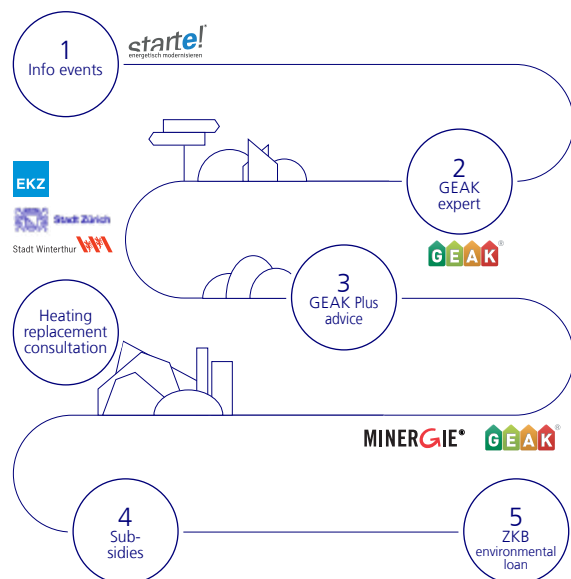 1
Info events
starte!
energetisch modernisieren
2
GEAK
expert
GEAK®
EKZ
Stadt Zürich
Stadt Winterthur
3
GEAK Plus
advice
Heating
replacement
consultation
MINERGIE®
GEAK®
4
Sub-
sidies
5
ZKB
environmental
loan